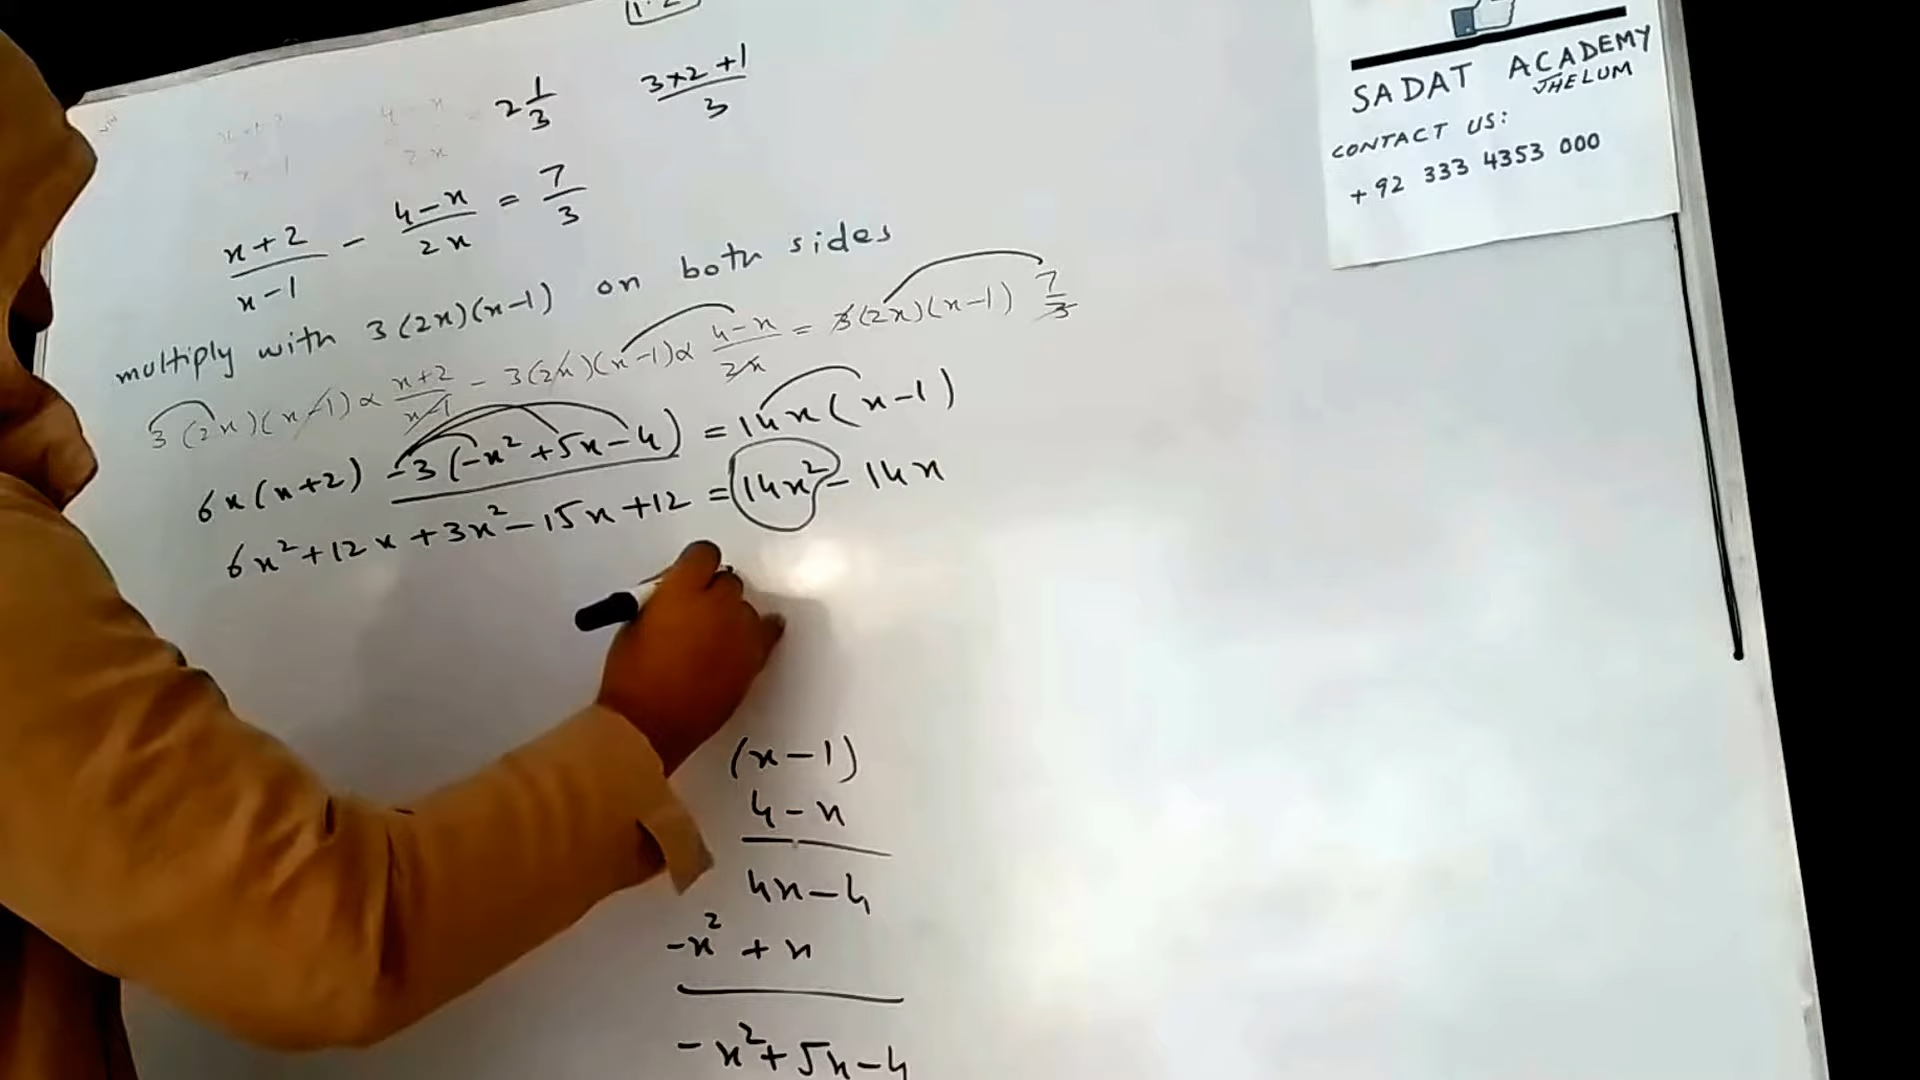 1.2
2 1/3   3×2+1/3
x+2/x-1 - 4-x/2x = 7/3
multiply with 3(2x)(x-1) on both sides
3(2x)(x-1)× x+2/x-1 - 3(2x)(x-1)× 4-x/2x = 3(2x)(x-1) 7/3
6x(x+2) -3(-x²+5x-4) = 14x(x-1)
6x²+12x+3x²-15x+12 = 14x²-14x
(x-1)
4-x
4x-4
-x²+x
-x²+5x-4
SADAT ACADEMY
JHELUM
CONTACT US:
+92 333 4353 000